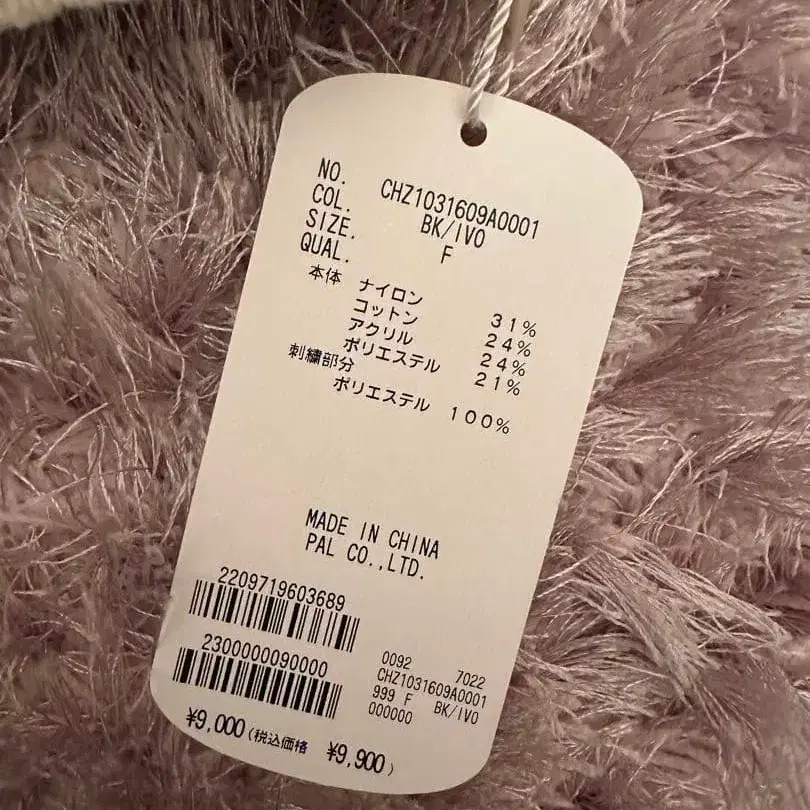 NO. CHZ1031609A0001
COL. BK/IVO
SIZE. F
QUAL.
本体 ナイロン 31%
コットン 24%
アクリル 24%
ポリエステル 21%
刺繍部分
ポリエステル 100%
MADE IN CHINA
PAL CO.,LTD.
2209719603689
2300000090000
0092 7022
CHZ1031609A0001
999 F BK/IVO
000000
¥9,000(税込価格 ¥9,900)